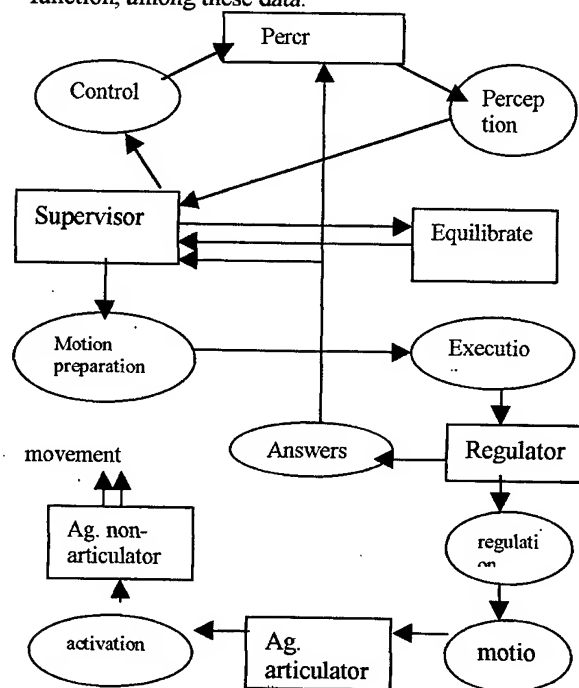 function, among these data.
Percr
Control
Percep
tion
Supervisor
Equilibrate
Motion
preparation
Executio
Answers
Regulator
movement
Ag. non-
articulator
regulati
on
activation
Ag.
articulator
motio